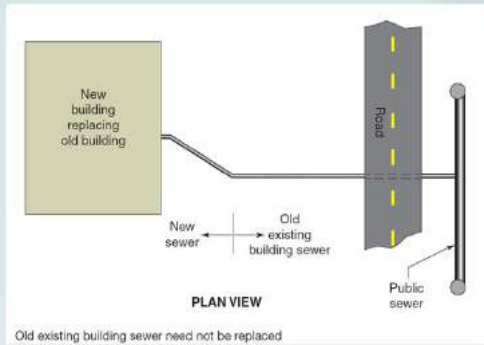 New
building
replacing
old building
Road
New
sewer
Old
existing
building sewer
Public
sewer
PLAN VIEW
Old existing building sewer need not be replaced